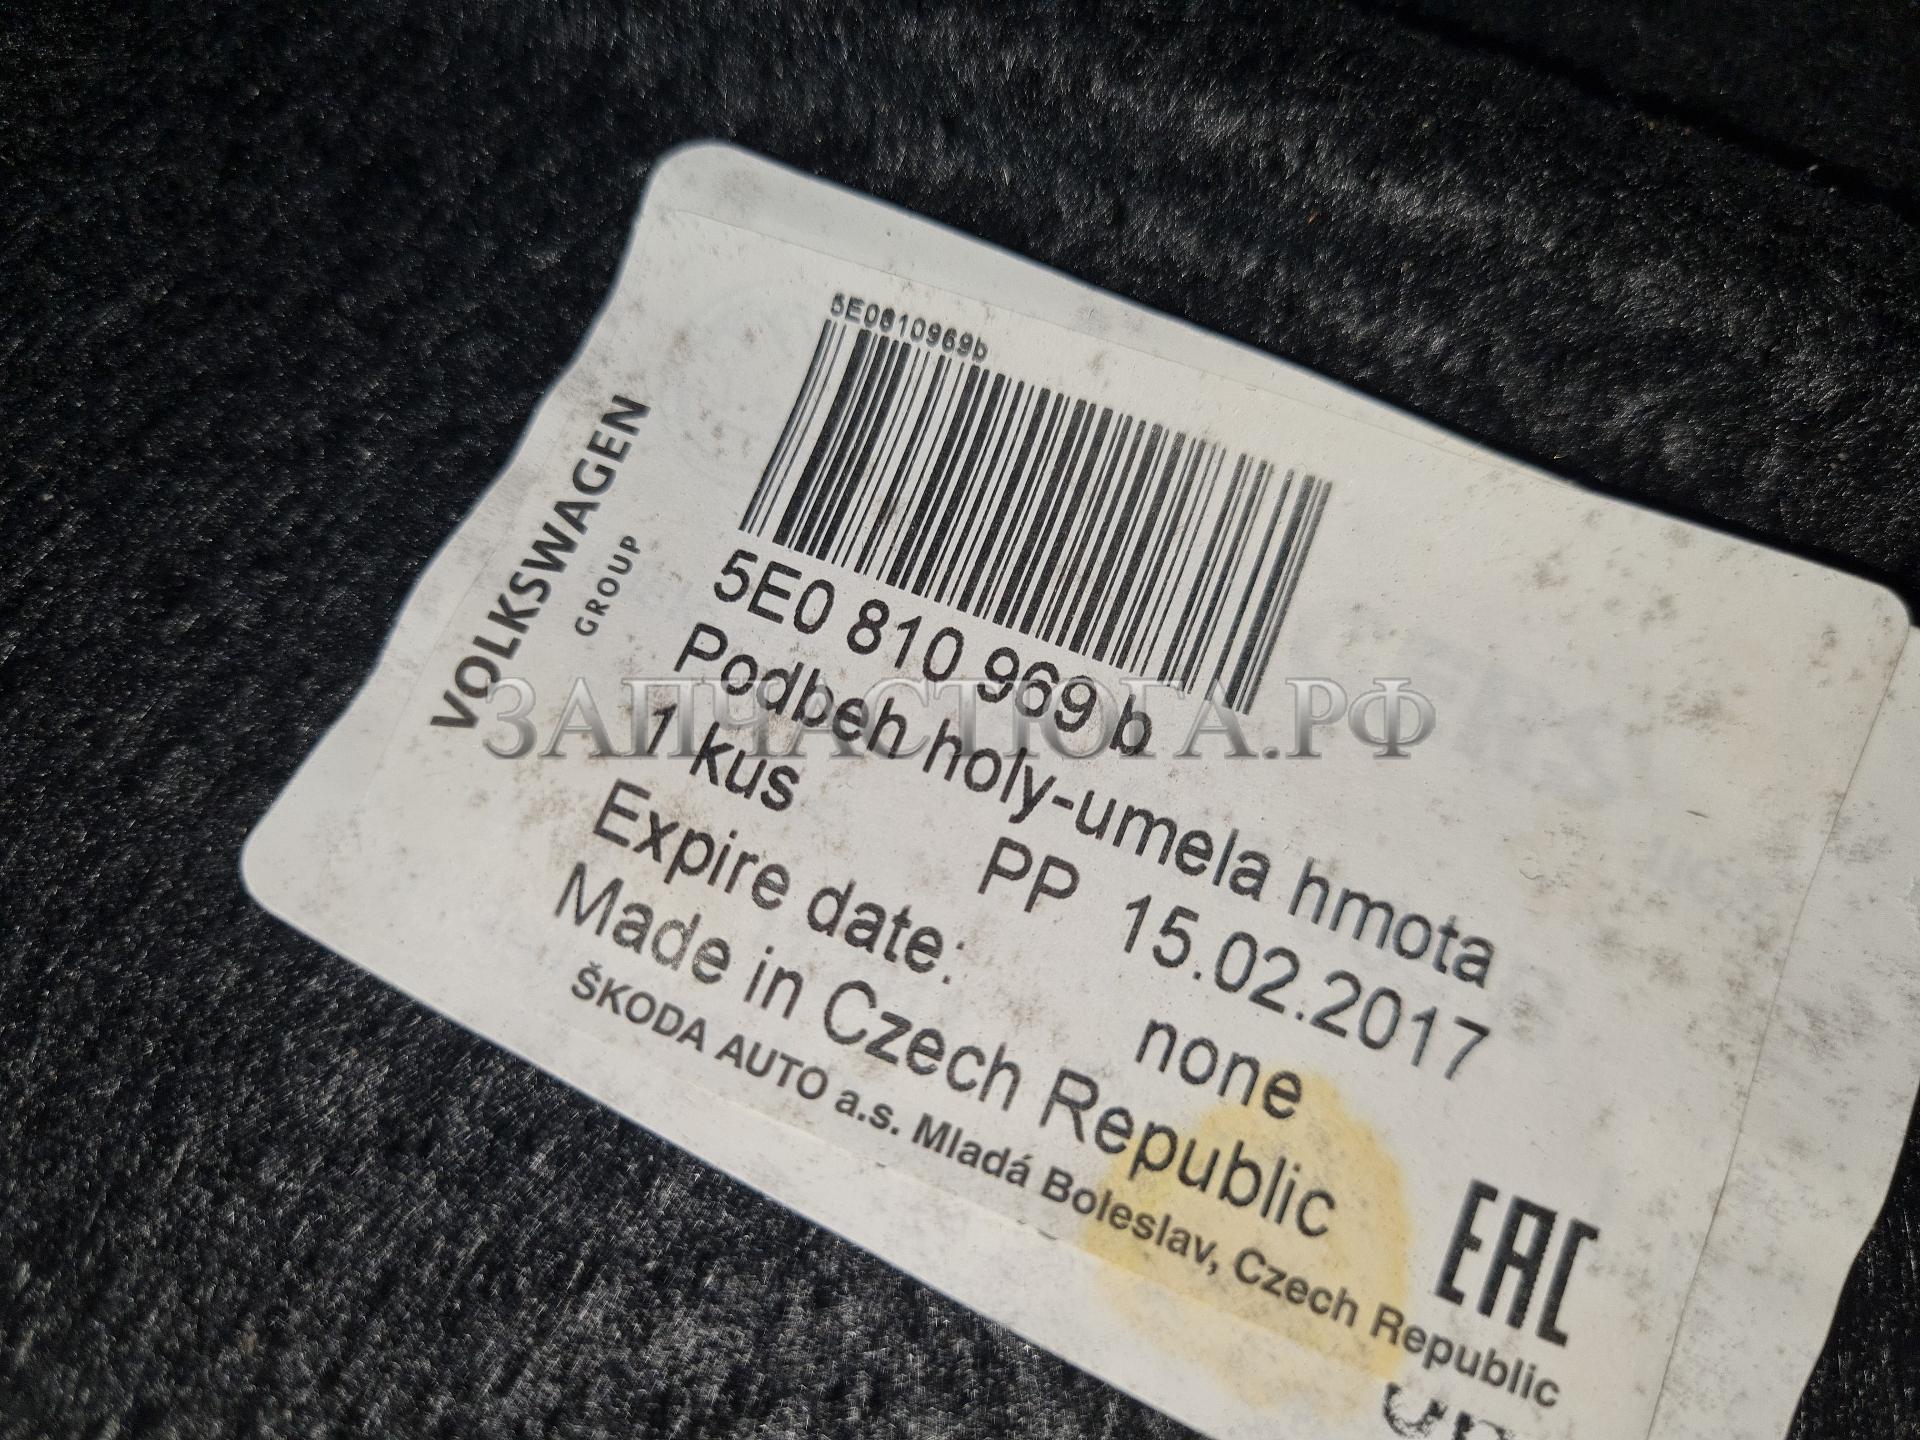 5E0810969b
VOLKSWAGEN
GROUP
5E0 810 969 b
Podbeh holy-umela hmota
1 kus PP 15.02.2017
Expire date: none
Made in Czech Republic
ŠKODA AUTO a.s. Mladá Boleslav, Czech Republic
EAC
ЗАПЧАСТЮГА.РФ